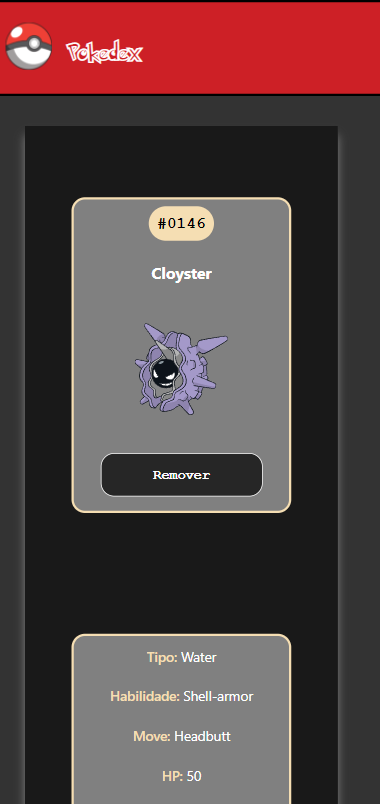 Pokedex
#0146
Cloyster
Remover
Tipo: Water
Habilidade: Shell-armor
Move: Headbutt
HP: 50